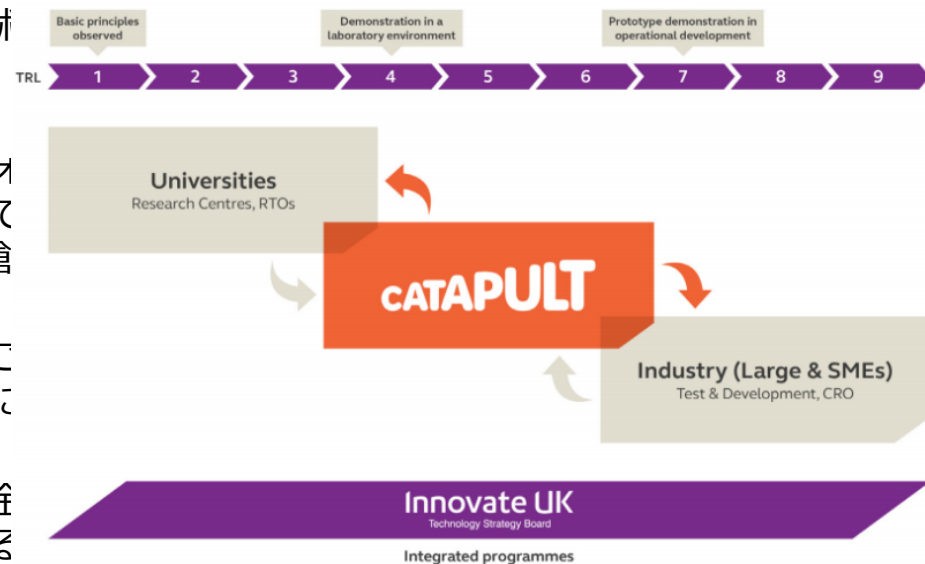 Basic principles
observed
Demonstration in a
laboratory environment
Prototype demonstration in
operational development
TRL 1 2 3 4 5 6 7 8 9
Universities
Research Centres, RTOs
CATAPULT
Industry (Large & SMEs)
Test & Development, CRO
Innovate UK
Technology Strategy Board
Integrated programmes